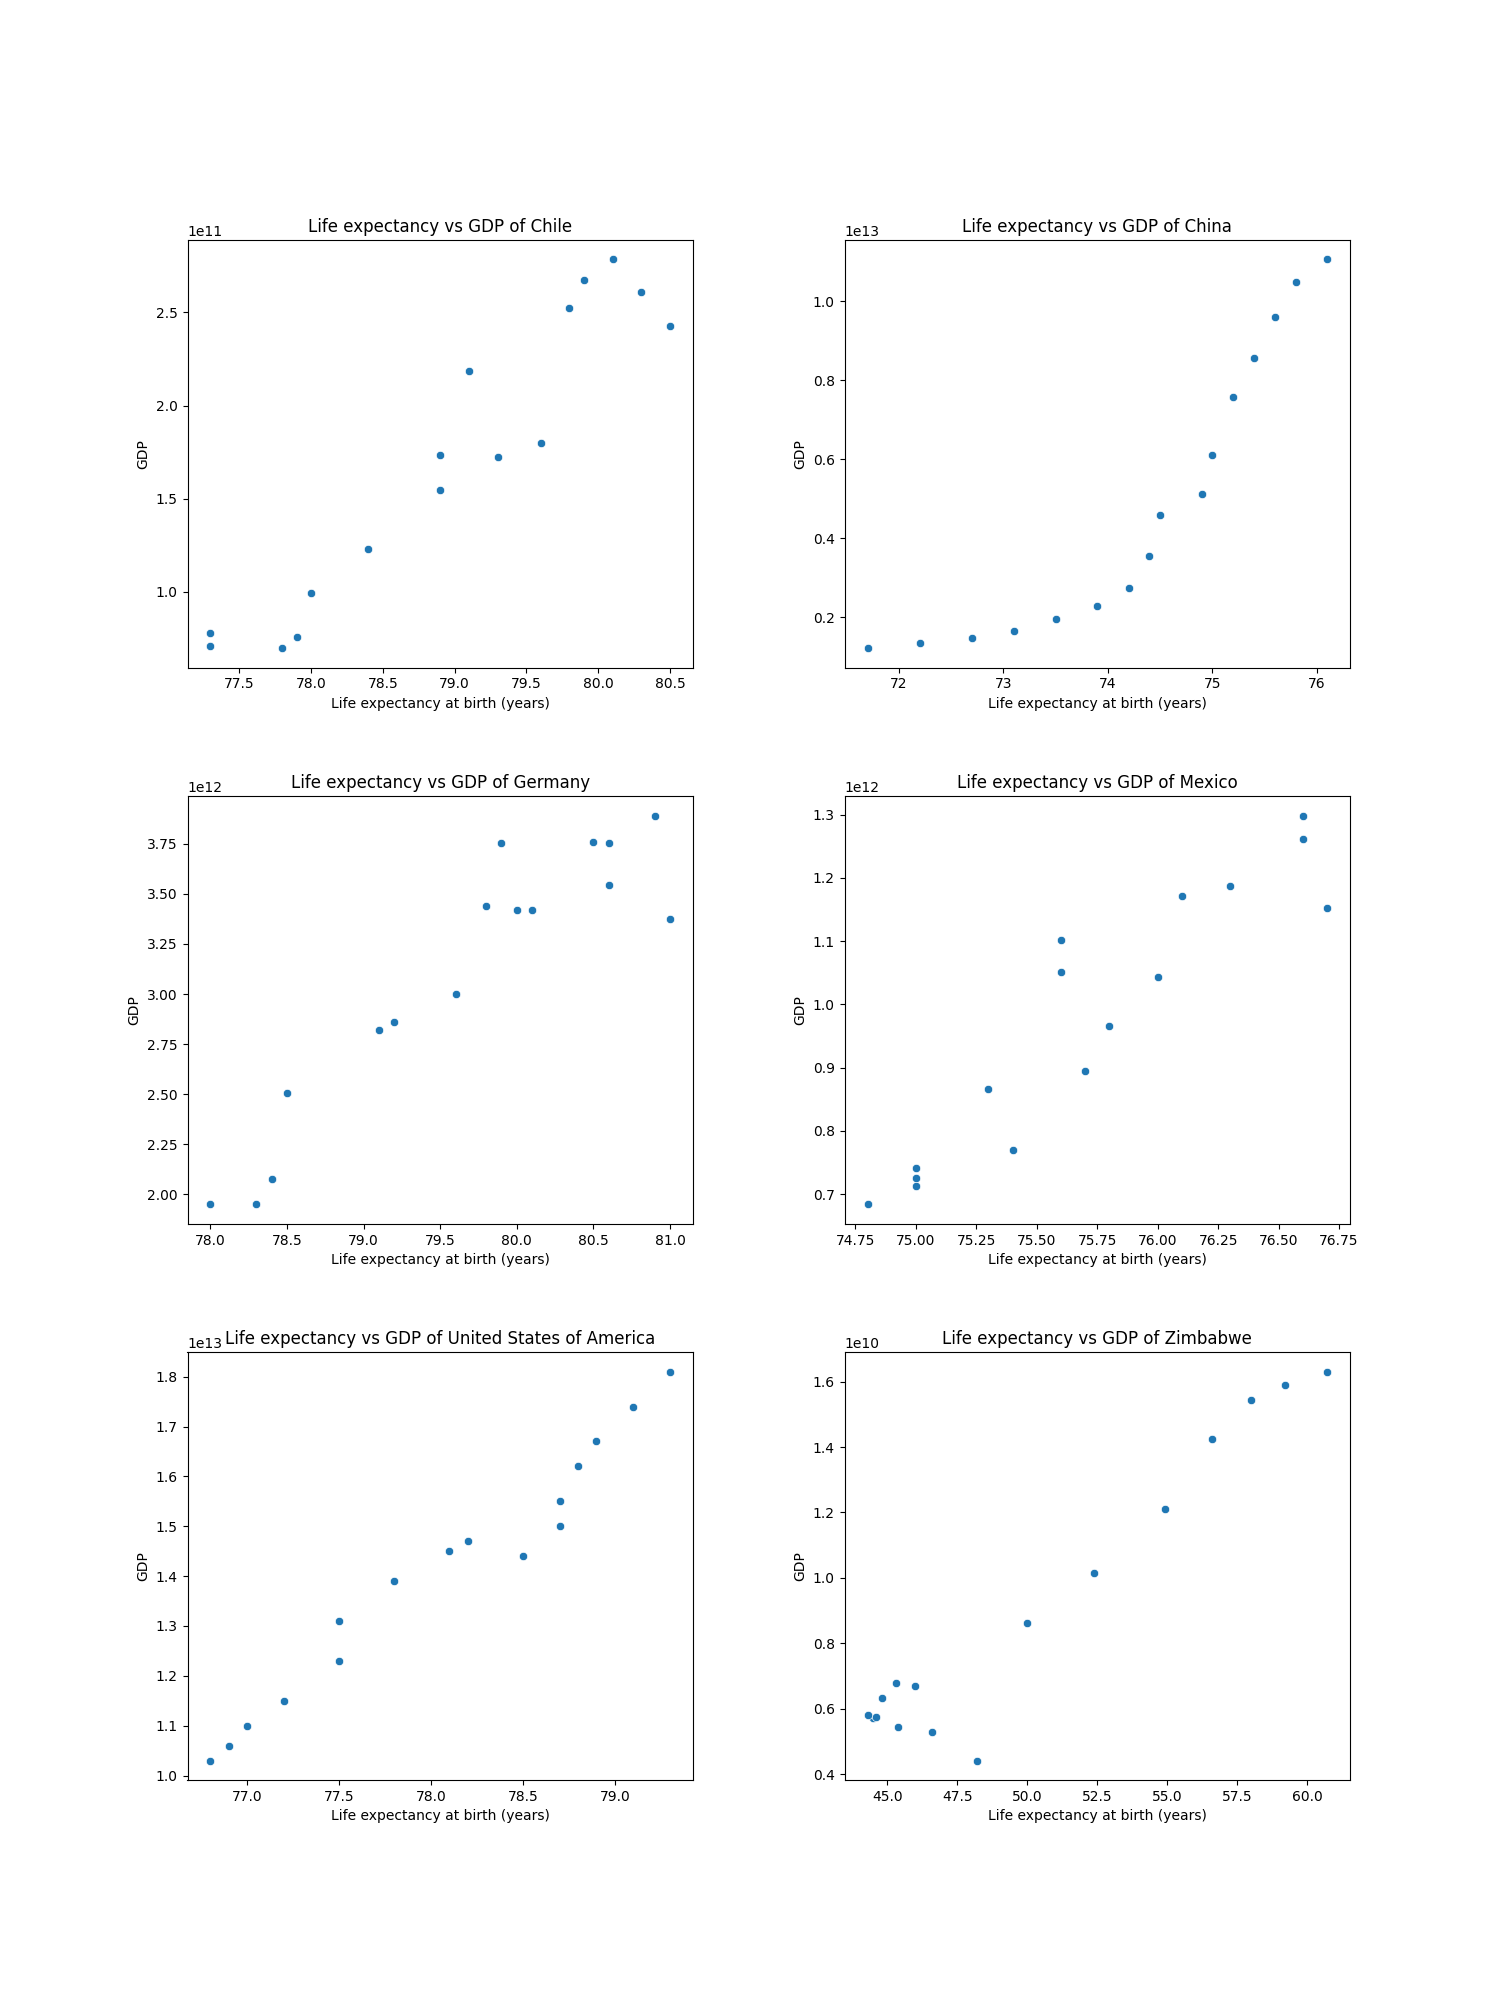 Life expectancy vs GDP of Chile
1e11
2.5
2.0
1.5
1.0
GDP
77.5 78.0 78.5 79.0 79.5 80.0 80.5
Life expectancy at birth (years)
Life expectancy vs GDP of China
1e13
1.0
0.8
0.6
0.4
0.2
GDP
72 73 74 75 76
Life expectancy at birth (years)
Life expectancy vs GDP of Germany
1e12
3.75
3.50
3.25
3.00
2.75
2.50
2.25
2.00
GDP
78.0 78.5 79.0 79.5 80.0 80.5 81.0
Life expectancy at birth (years)
Life expectancy vs GDP of Mexico
1e12
1.3
1.2
1.1
1.0
0.9
0.8
0.7
GDP
74.75 75.00 75.25 75.50 75.75 76.00 76.25 76.50 76.75
Life expectancy at birth (years)
Life expectancy vs GDP of United States of America
1e13
1.8
1.7
1.6
1.5
1.4
1.3
1.2
1.1
1.0
GDP
77.0 77.5 78.0 78.5 79.0
Life expectancy at birth (years)
Life expectancy vs GDP of Zimbabwe
1e10
1.6
1.4
1.2
1.0
0.8
0.6
0.4
GDP
45.0 47.5 50.0 52.5 55.0 57.5 60.0
Life expectancy at birth (years)